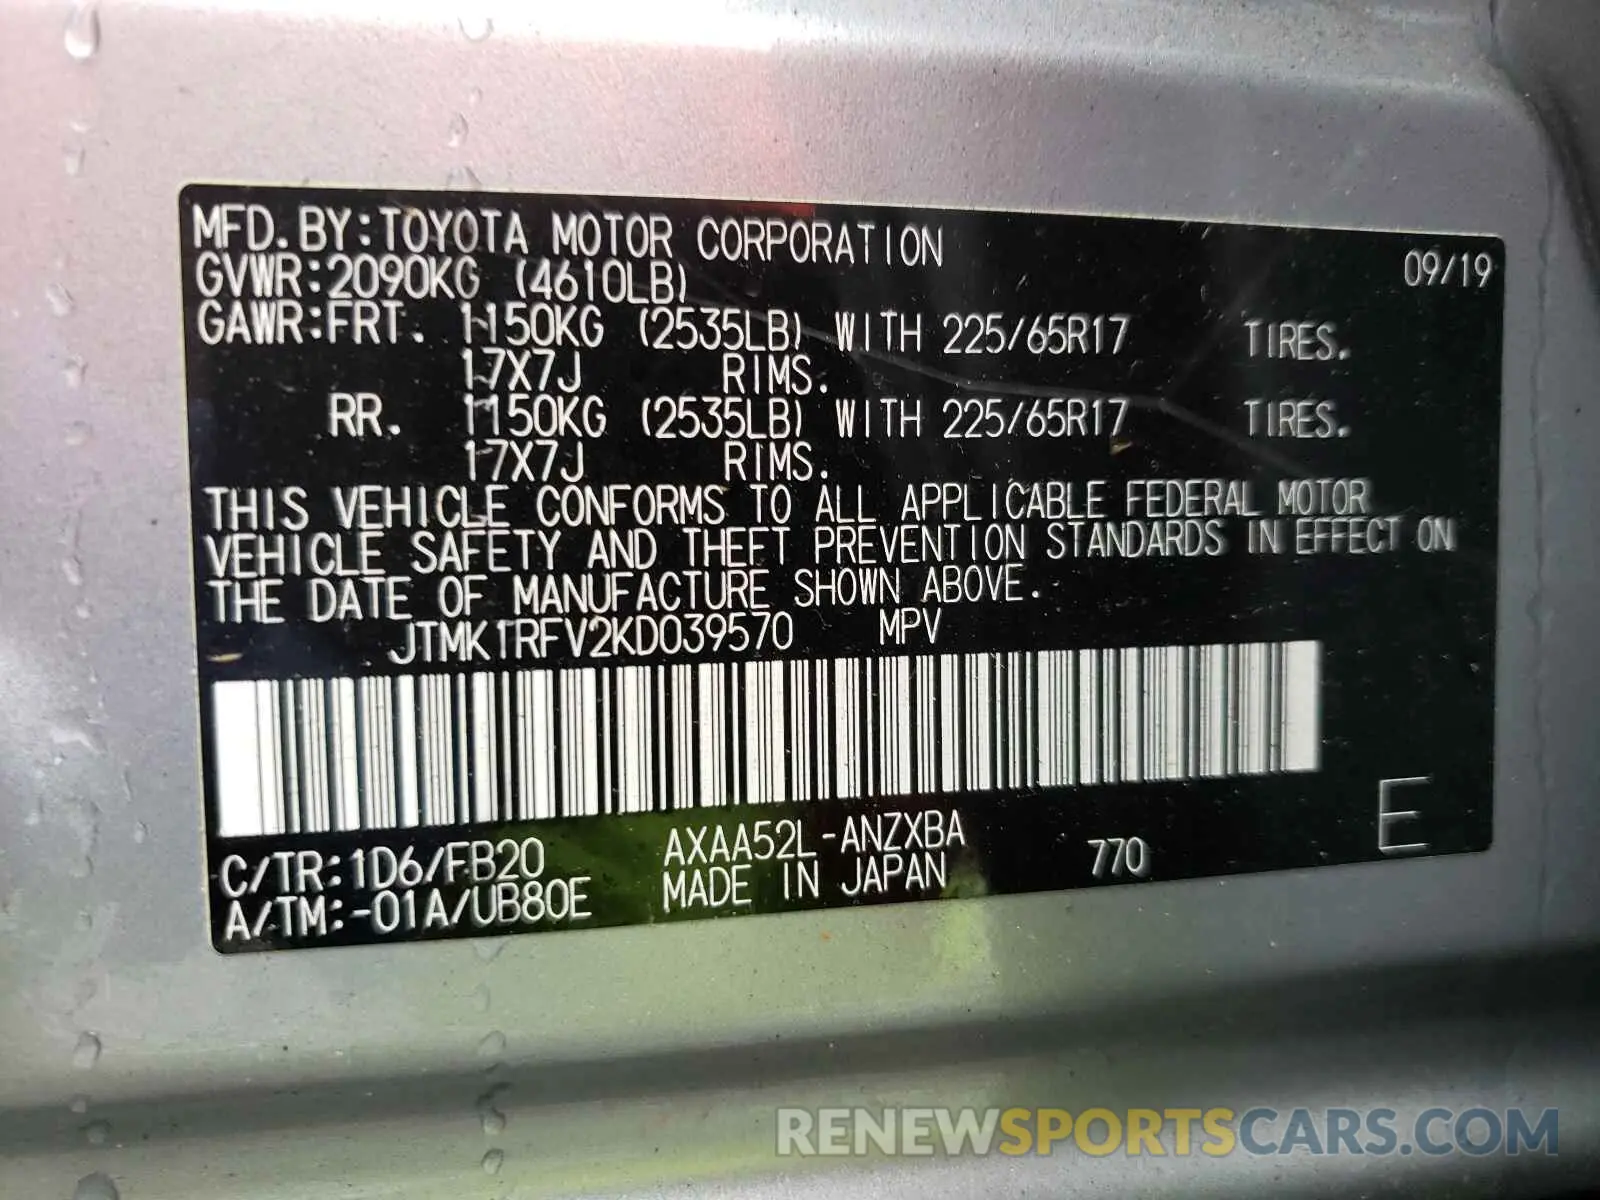 MFD. BY: TOYOTA MOTOR CORPORATION 09/19
GVWR: 2090KG (4610LB)
GAWR: FRT. 1150KG (2535LB) WITH 225/65R17 TIRES.
17X7J RIMS.
RR. 1150KG (2535LB) WITH 225/65R17 TIRES.
17X7J RIMS.
THIS VEHICLE CONFORMS TO ALL APPLICABLE FEDERAL MOTOR
VEHICLE SAFETY AND THEFT PREVENTION STANDARDS IN EFFECT ON
THE DATE OF MANUFACTURE SHOWN ABOVE.
JTMK1RFV2KD039570 MPV
C/TR: 1D6/FB20 AXAA52L-ANZXBA 770 E
A/TM: -01A/UB80E MADE IN JAPAN
RENEWSPORTSCARS.COM